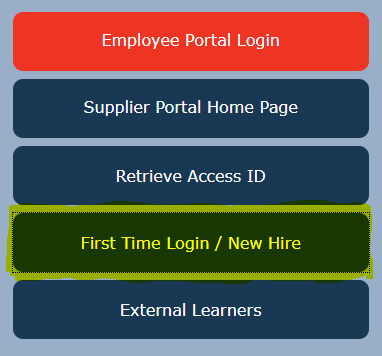 Employee Portal Login
Supplier Portal Home Page
Retrieve Access ID
First Time Login / New Hire
External Learners